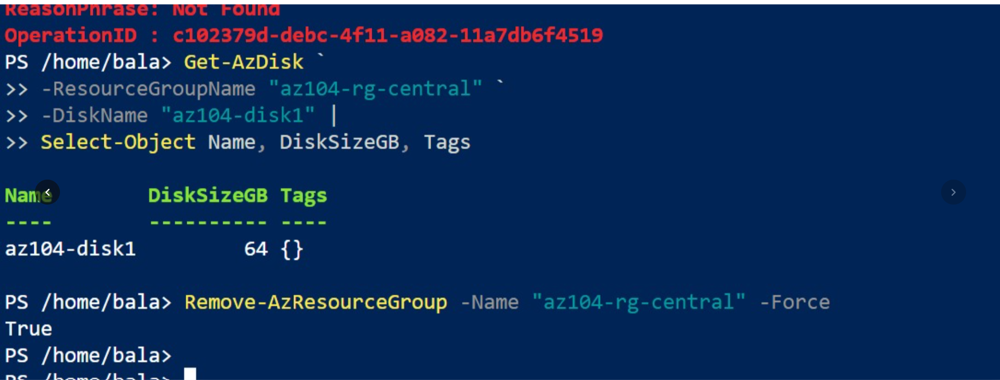 ReasonPhrase: Not Found
OperationID : c102379d-debc-4f11-a082-11a7db6f4519
PS /home/bala> Get-AzDisk `
>> -ResourceGroupName "az104-rg-central" `
>> -DiskName "az104-disk1" |
>> Select-Object Name, DiskSizeGB, Tags
Name DiskSizeGB Tags
---- ---------- ----
az104-disk1 64 {}
PS /home/bala> Remove-AzResourceGroup -Name "az104-rg-central" -Force
True
PS /home/bala>
PS /home/bala>